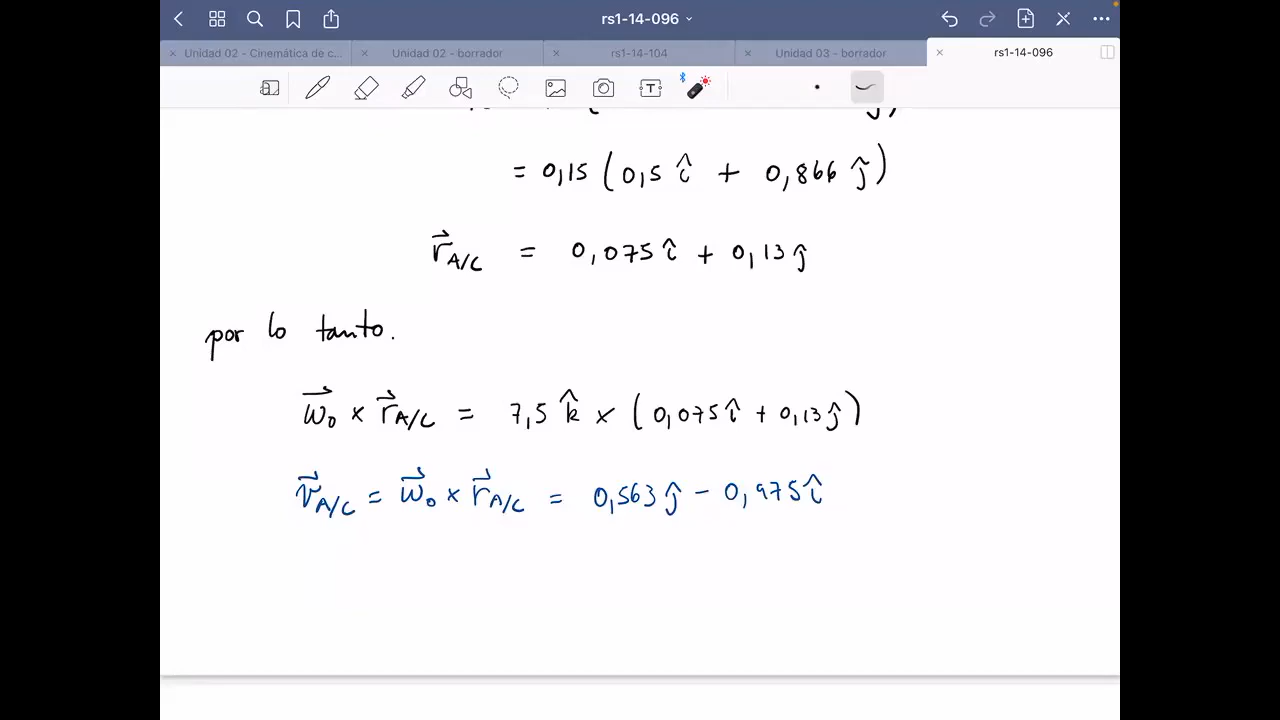 rs1-14-096
Unidad 02 - Cinemática de c...
Unidad 02 - borrador
rs1-14-104
Unidad 03 - borrador
rs1-14-096
T
= 0,15 (0,5 î + 0,866 ĵ)
r⃗A/C = 0,075 î + 0,13 ĵ
por lo tanto.
ω⃗₀ × r⃗A/C = 7,5 k̂ × (0,075 î + 0,13 ĵ)
v⃗A/C = ω⃗₀ × r⃗A/C = 0,563 ĵ - 0,975 î